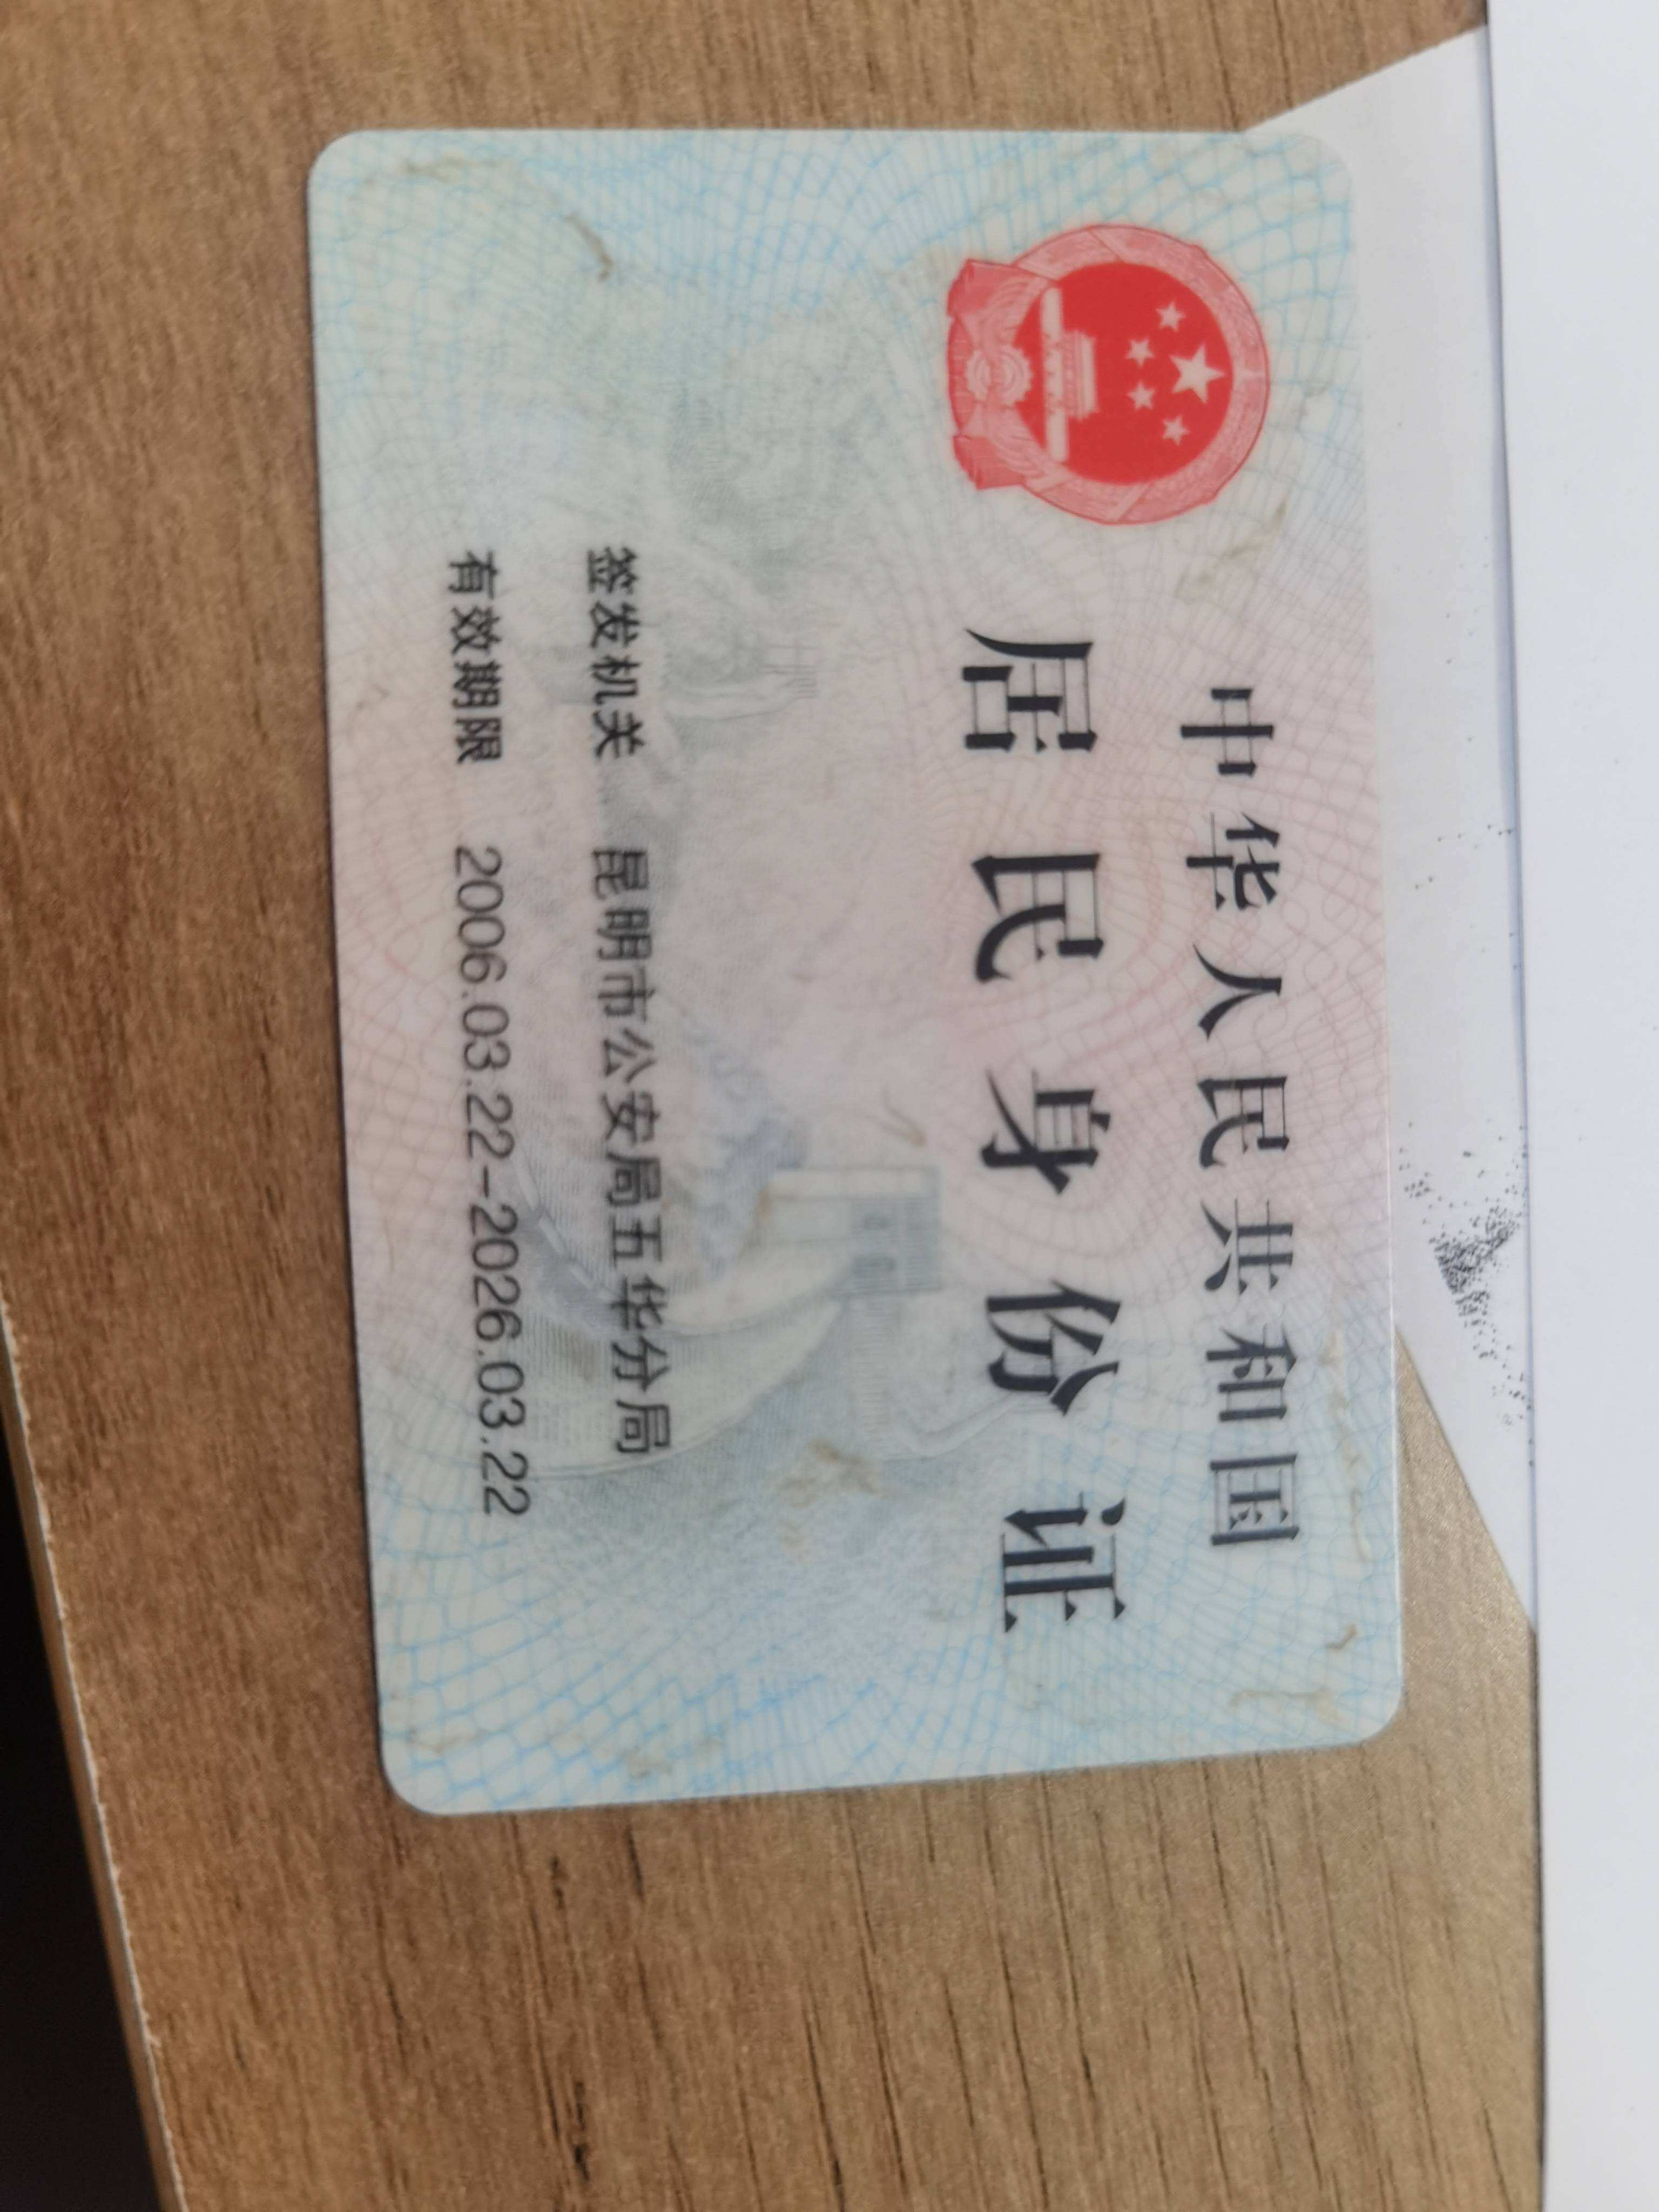 中华人民共和国
居民身份证
签发机关 昆明市公安局五华分局
有效期限 2006.03.22-2026.03.22